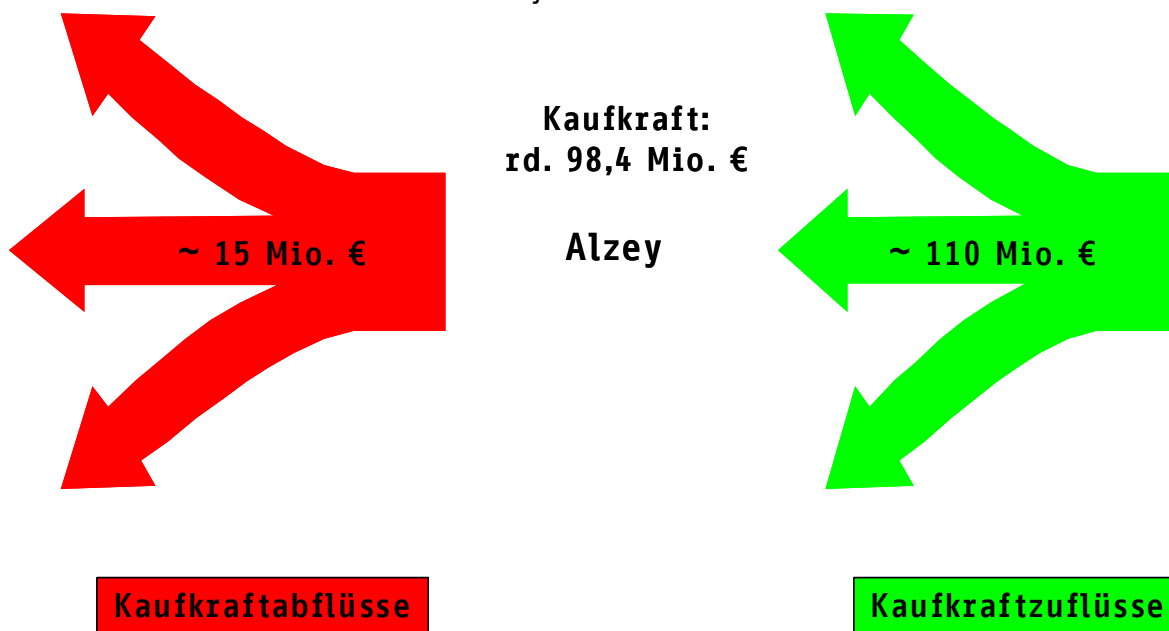 Kaufkraft:
rd. 98,4 Mio. €
~ 15 Mio. €
Alzey
~ 110 Mio. €
Kaufkraftabflüsse
Kaufkraftzuflüsse